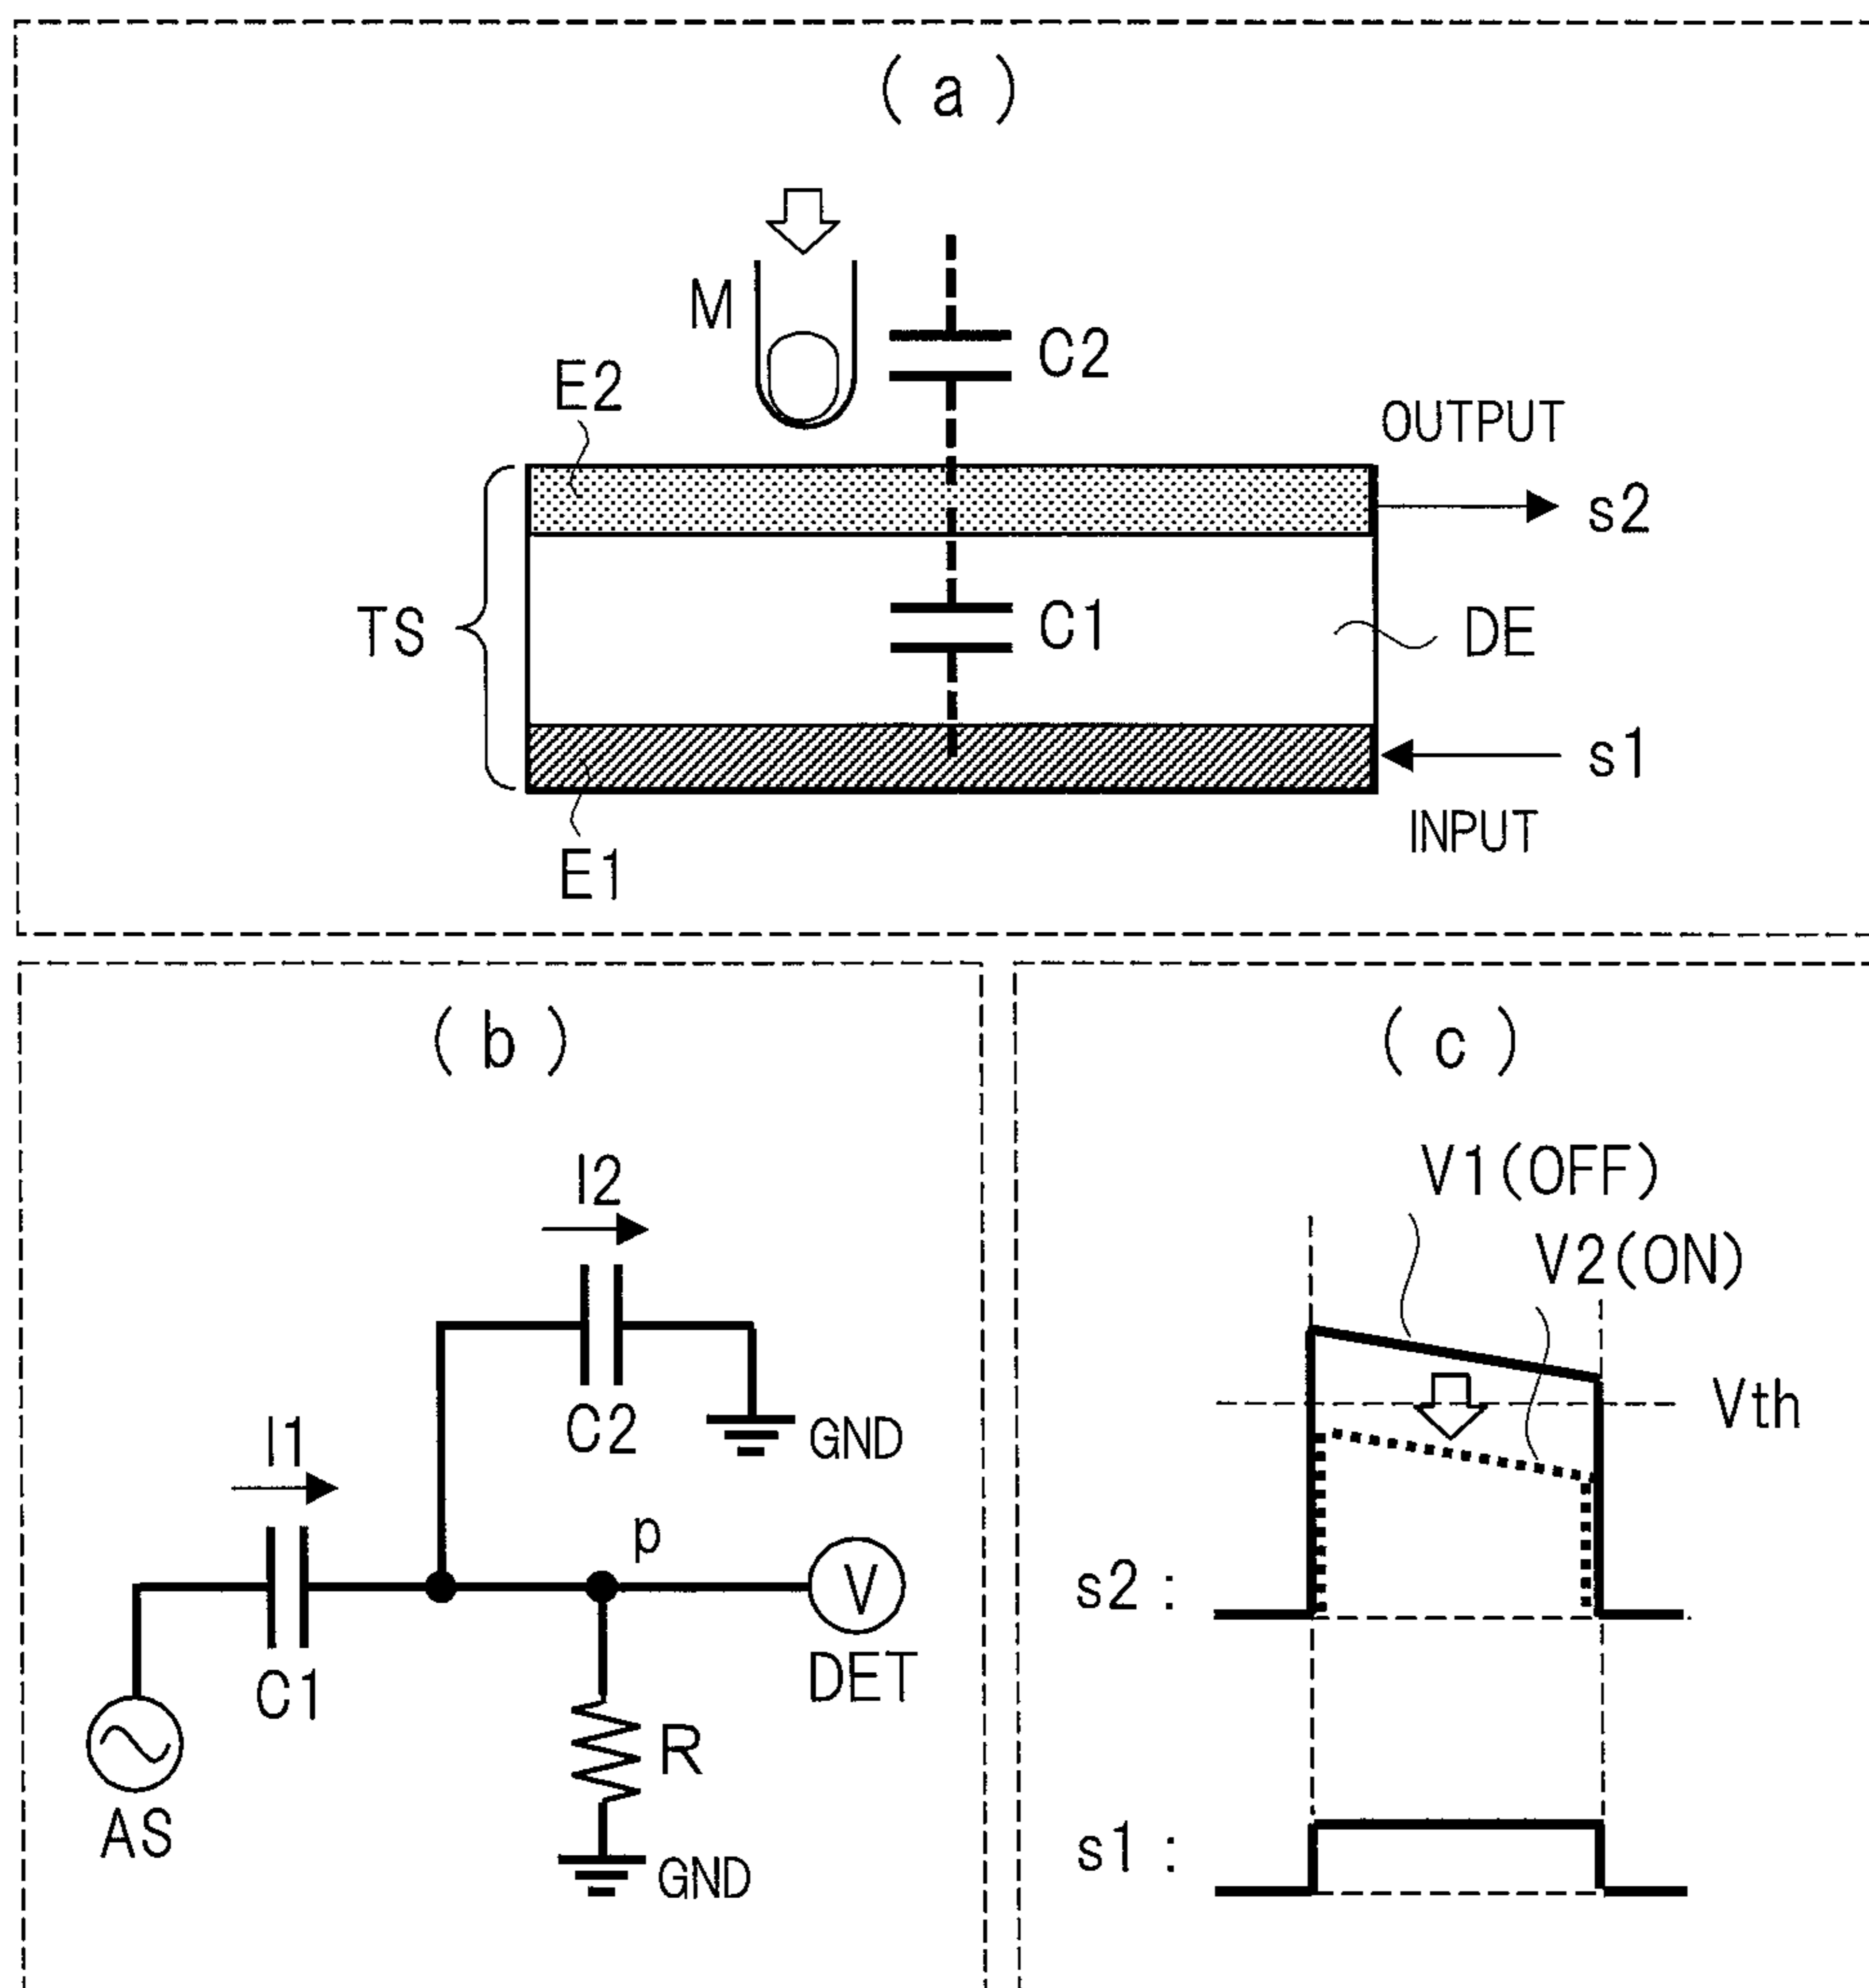 ( a )
M
C2
E2
OUTPUT
s2
TS
C1
DE
s1
INPUT
E1
( b )
I2
C2
GND
I1
p
V
C1
DET
R
AS
GND
( c )
V1(OFF)
V2(ON)
Vth
s2 :
s1 :